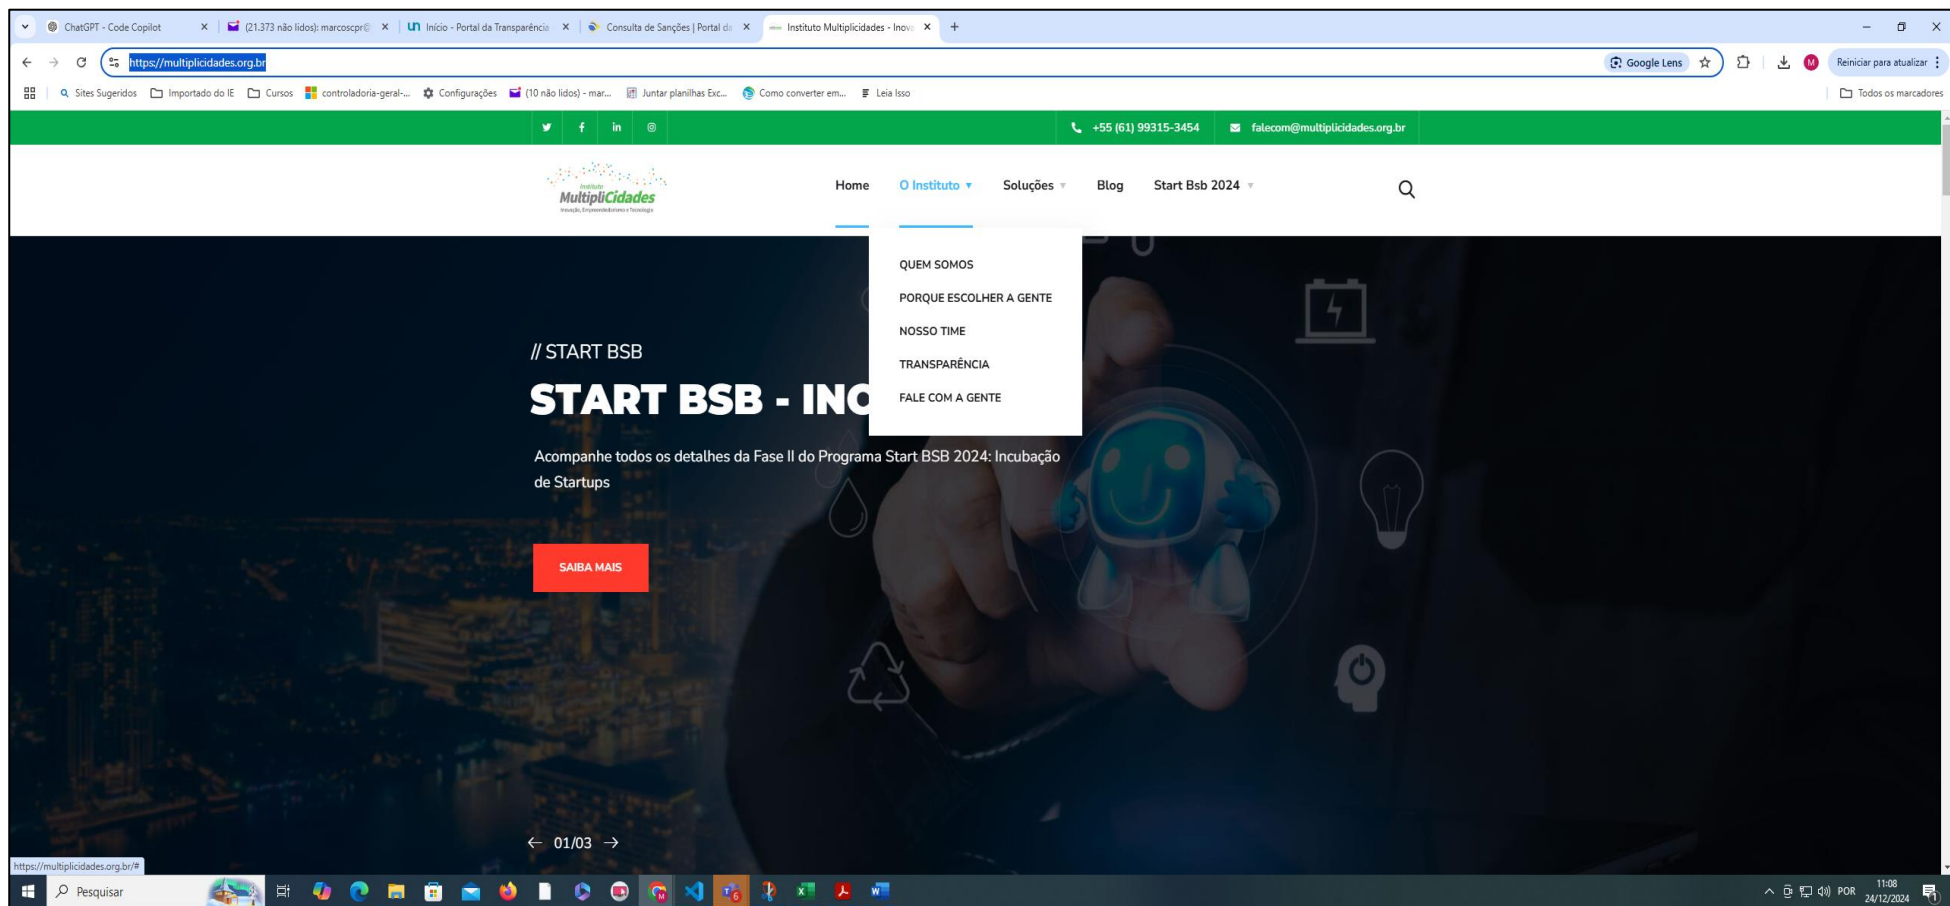 ChatGPT - Code Copilot
(21.373 não lidos): marcoscpr@
Início - Portal da Transparência
Consulta de Sanções | Portal da
Instituto Multiplicidades - Inova
https://multiplicidades.org.br
Google Lens
M
Reiniciar para atualizar
Sites Sugeridos
Importado do IE
Cursos
controladoria-geral-...
Configurações
(10 não lidos) - mar...
Juntar planilhas Exc...
Como converter em...
Leia Isso
Todos os marcadores
+55 (61) 99315-3454
falecom@multiplicidades.org.br
Instituto
MultipliCidades
Inovação, Empreendedorismo e Tecnologia
Home
O Instituto
Soluções
Blog
Start Bsb 2024
QUEM SOMOS
PORQUE ESCOLHER A GENTE
NOSSO TIME
TRANSPARÊNCIA
FALE COM A GENTE
// START BSB
START BSB - INO
Acompanhe todos os detalhes da Fase II do Programa Start BSB 2024: Incubação
de Startups
SAIBA MAIS
01/03
https://multiplicidades.org.br/#
Pesquisar
POR
11:08
24/12/2024